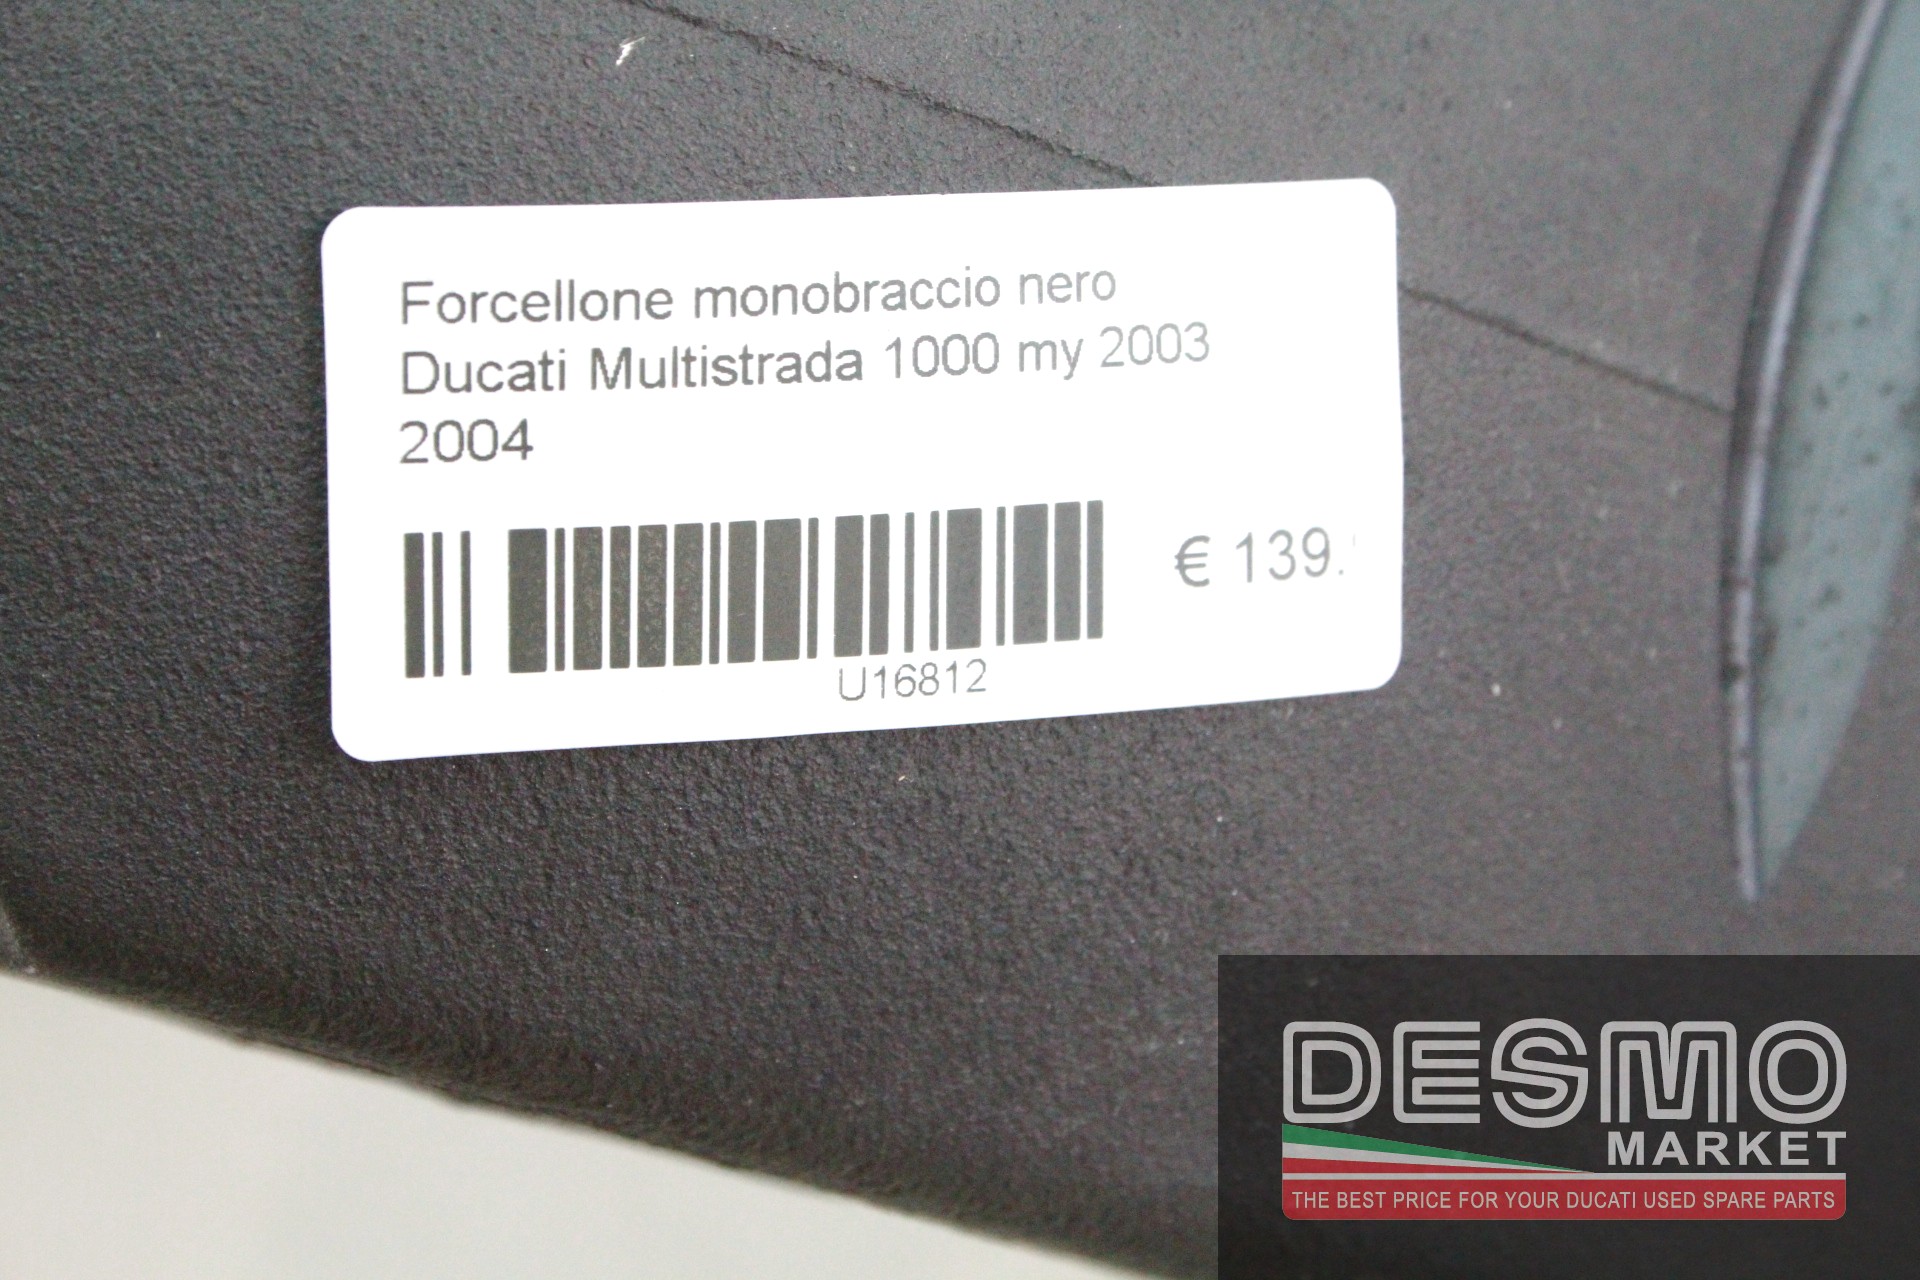 Forcellone monobraccio nero
Ducati Multistrada 1000 my 2003
2004
€ 139.
U16812
DESMO
MARKET
THE BEST PRICE FOR YOUR DUCATI USED SPARE PARTS